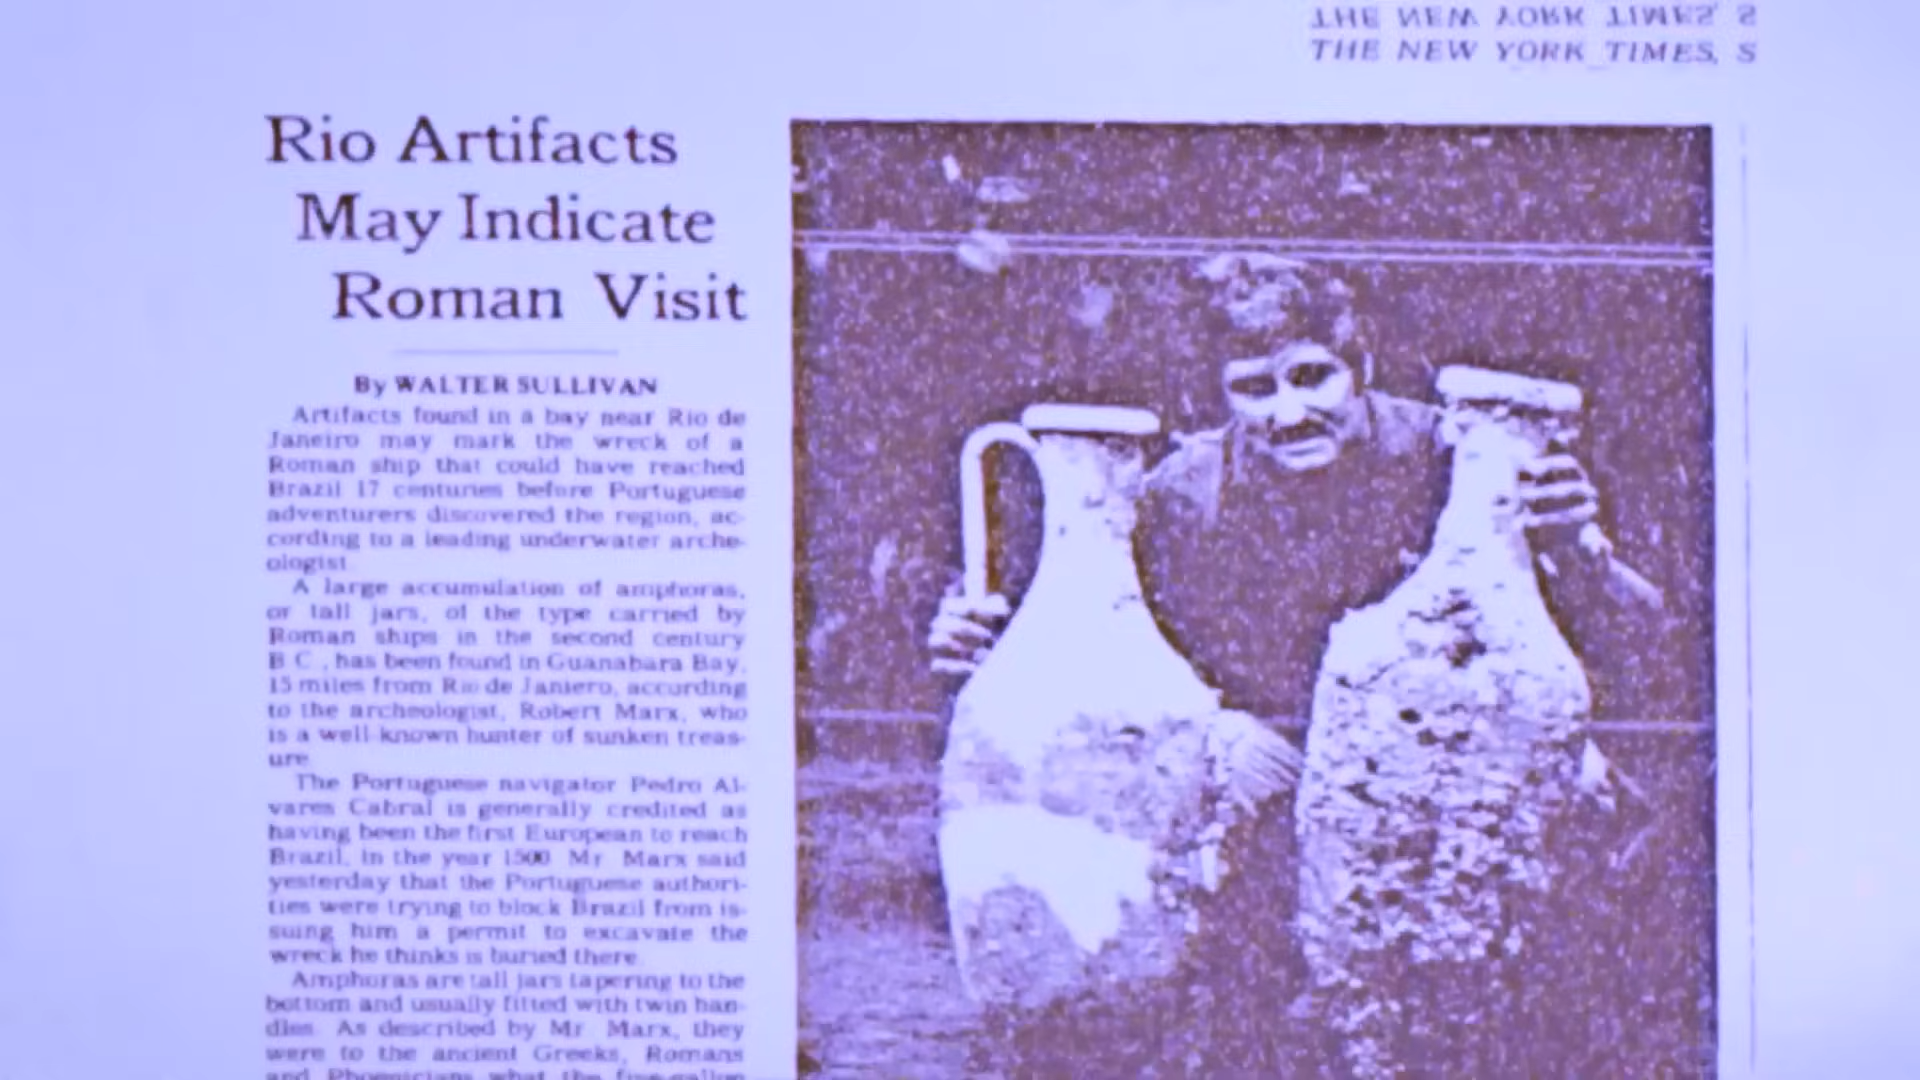 THE NEW YORK TIMES, S
THE NEW YORK TIMES, S
Rio Artifacts
May Indicate
Roman Visit
By WALTER SULLIVAN
Artifacts found in a bay near Rio de
Janeiro may mark the wreck of a
Roman ship that could have reached
Brazil 17 centuries before Portuguese
adventurers discovered the region, ac-
cording to a leading underwater arche-
ologist.
A large accumulation of amphoras,
or tall jars, of the type carried by
Roman ships in the second century
B.C., has been found in Guanabara Bay,
15 miles from Rio de Janiero, according
to the archeologist, Robert Marx, who
is a well-known hunter of sunken treas-
ure.
The Portuguese navigator Pedro Al-
vares Cabral is generally credited as
having been the first European to reach
Brazil, in the year 1500. Mr. Marx said
yesterday that the Portuguese authori-
ties were trying to block Brazil from is-
suing him a permit to excavate the
wreck he thinks is buried there.
Amphoras are tall jars tapering to the
bottom and usually fitted with twin han-
dles. As described by Mr. Marx, they
were to the ancient Greeks, Romans
and Phoenicians what the five-gallon